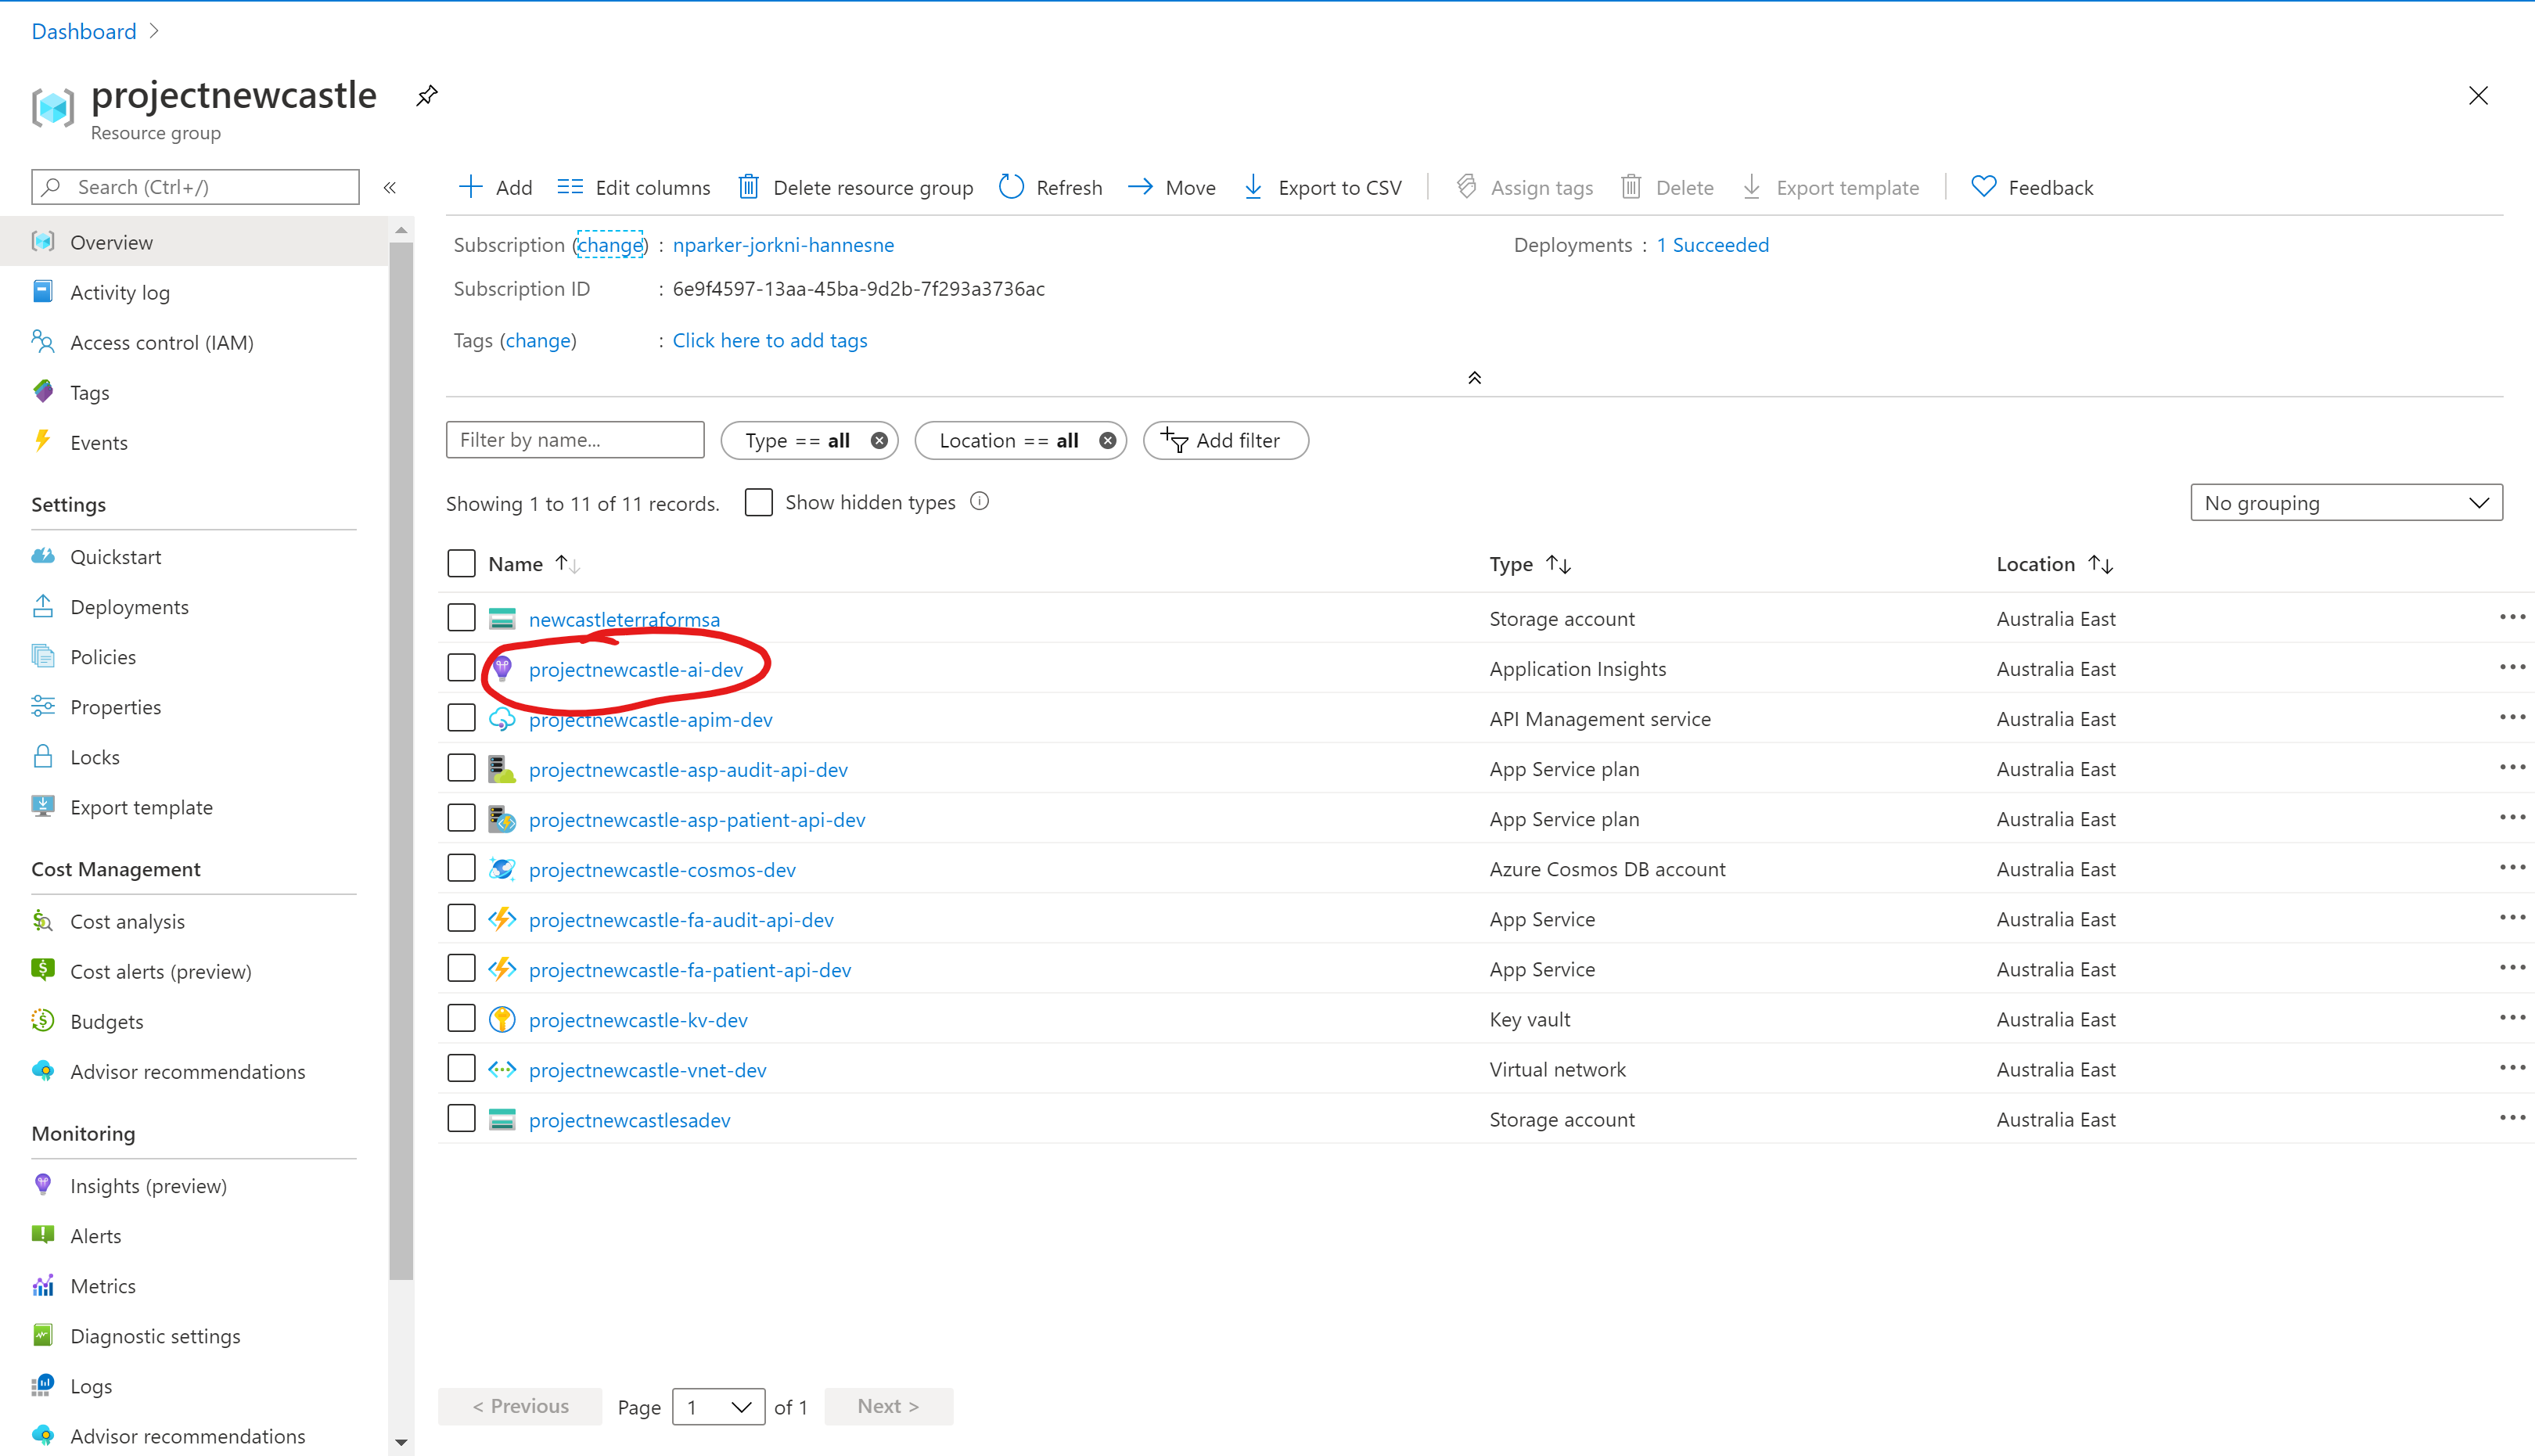 Dashboard
projectnewcastle
Resource group
Search (Ctrl+/)
Overview
Activity log
Access control (IAM)
Tags
Events
Settings
Quickstart
Deployments
Policies
Properties
Locks
Export template
Cost Management
Cost analysis
Cost alerts (preview)
Budgets
Advisor recommendations
Monitoring
Insights (preview)
Alerts
Metrics
Diagnostic settings
Logs
Advisor recommendations
Add Edit columns Delete resource group Refresh Move Export to CSV Assign tags Delete Export template Feedback
Subscription (change) : nparker-jorkni-hannesne Deployments : 1 Succeeded
Subscription ID : 6e9f4597-13aa-45ba-9d2b-7f293a3736ac
Tags (change) : Click here to add tags
Filter by name... Type == all Location == all Add filter
Showing 1 to 11 of 11 records. Show hidden types No grouping
Name Type Location
newcastleterraformsa Storage account Australia East
projectnewcastle-ai-dev Application Insights Australia East
projectnewcastle-apim-dev API Management service Australia East
projectnewcastle-asp-audit-api-dev App Service plan Australia East
projectnewcastle-asp-patient-api-dev App Service plan Australia East
projectnewcastle-cosmos-dev Azure Cosmos DB account Australia East
projectnewcastle-fa-audit-api-dev App Service Australia East
projectnewcastle-fa-patient-api-dev App Service Australia East
projectnewcastle-kv-dev Key vault Australia East
projectnewcastle-vnet-dev Virtual network Australia East
projectnewcastlesadev Storage account Australia East
< Previous Page 1 of 1 Next >